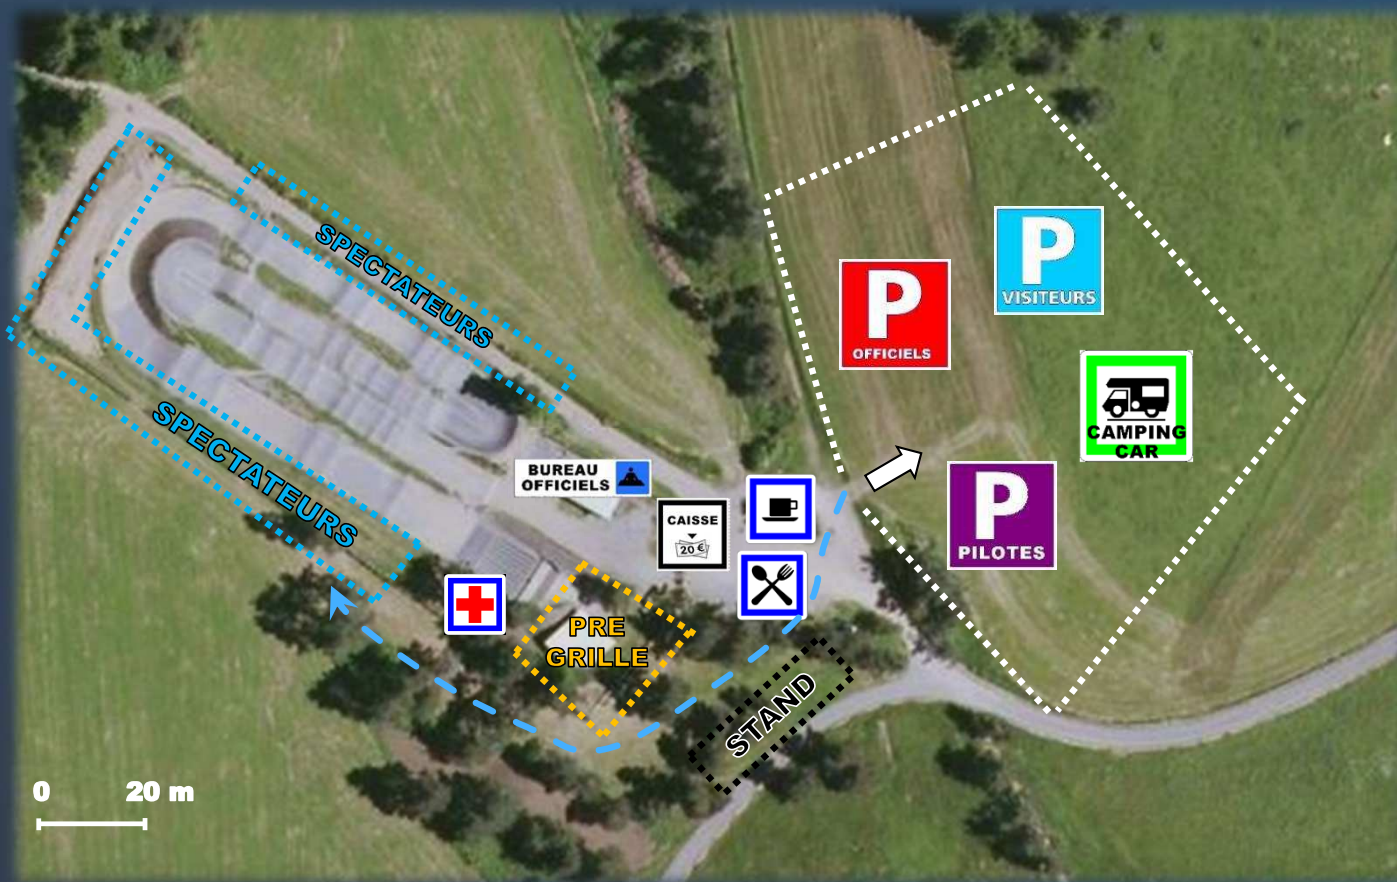 SPECTATEURS
P
VISITEURS
P
OFFICIELS
CAMPING
CAR
SPECTATEURS
BUREAU
OFFICIELS
CAISSE
20 €
P
PILOTES
PRE
GRILLE
STAND
0 20 m